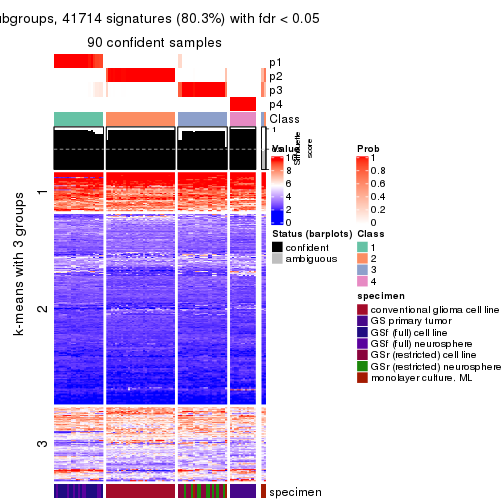 ubgroups, 41714 signatures (80.3%) with fdr < 0.05
90 confident samples
p1
p2
p3
p4
Class
1
Silhouette
score
Value
10
8
6
4
2
0
Prob
1
0.8
0.6
0.4
0.2
0
Status (barplots)
confident
ambiguous
Class
1
2
3
4
specimen
conventional glioma cell line
GS primary tumor
GSf (full) cell line
GSf (full) neurosphere
GSr (restricted) cell line
GSr (restricted) neurosphere
monolayer culture. ML
k-means with 3 groups
1
2
3
specimen